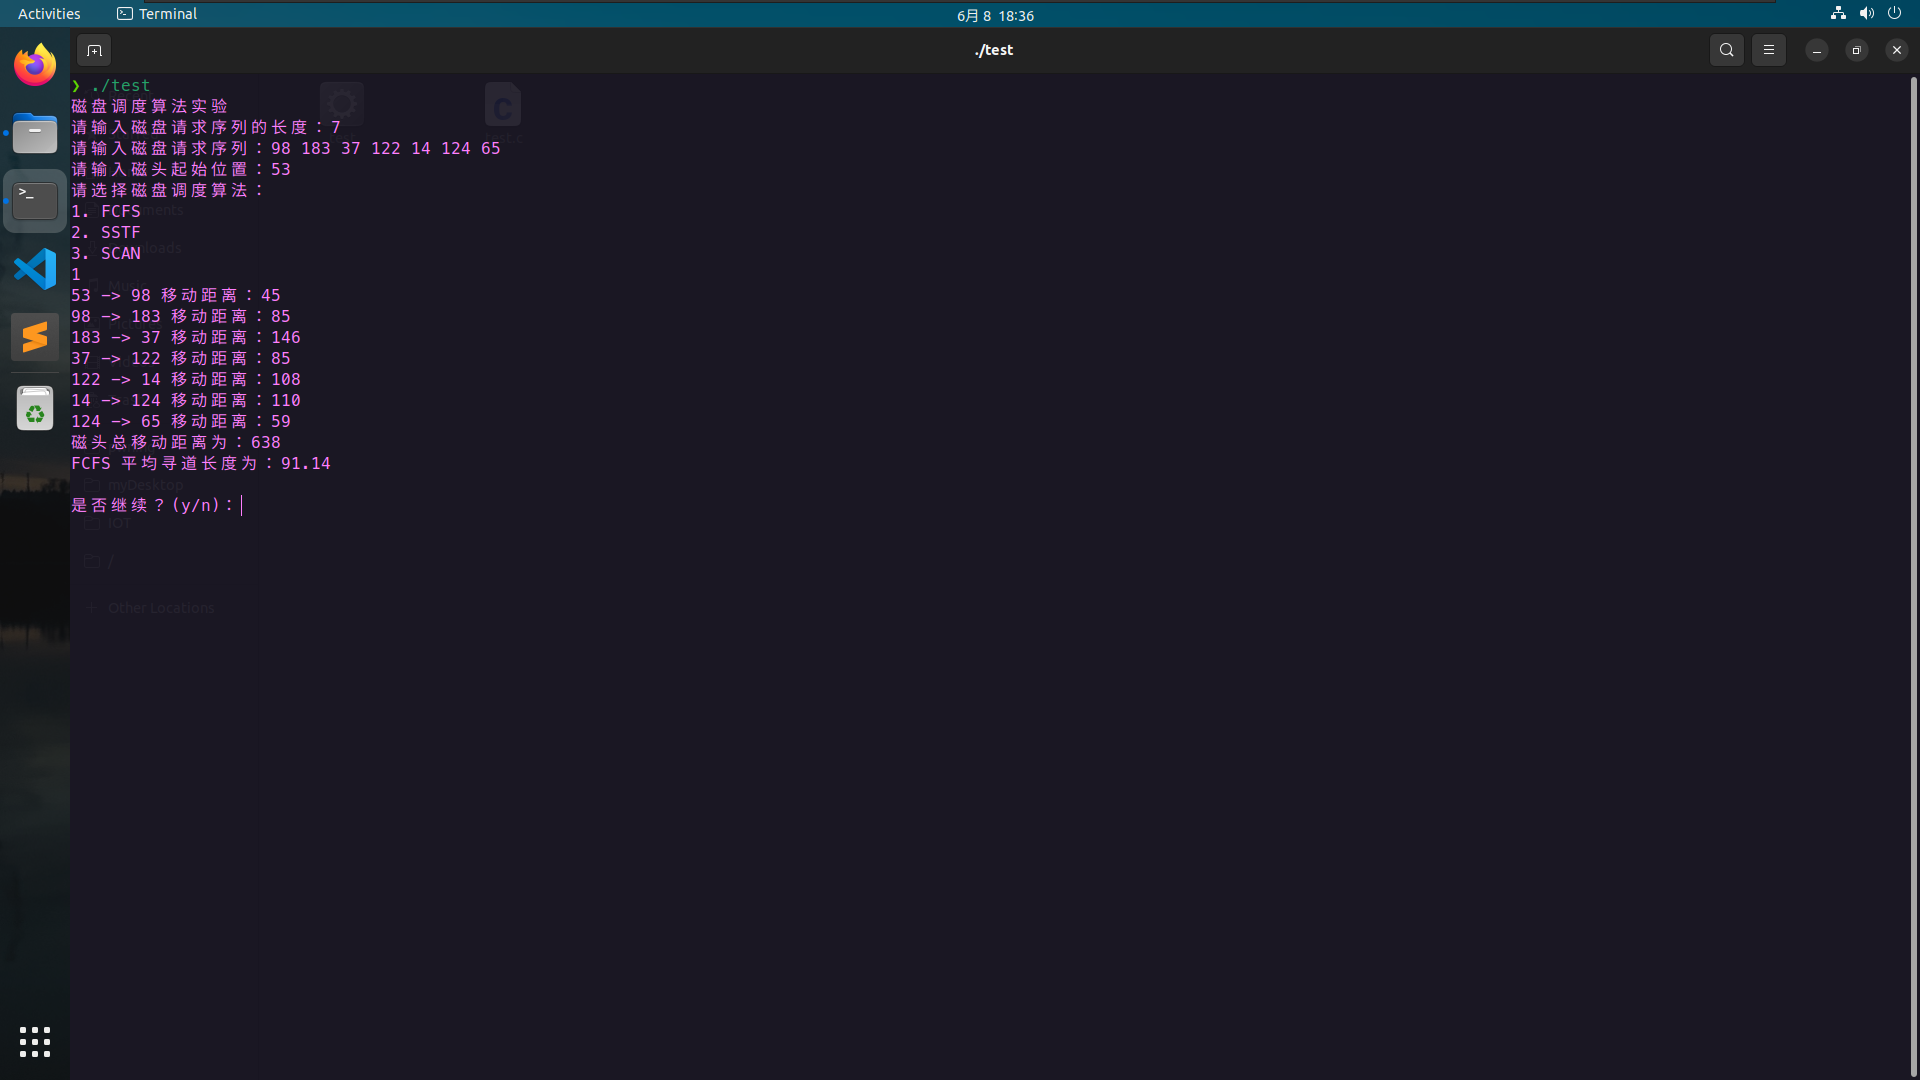 Activities
Terminal
6月 8 18:36
./test
❯ ./test
磁盘调度算法实验
请输入磁盘请求序列的长度：7
请输入磁盘请求序列：98 183 37 122 14 124 65
请输入磁头起始位置：53
请选择磁盘调度算法：
1. FCFS
2. SSTF
3. SCAN
1
53 -> 98 移动距离：45
98 -> 183 移动距离：85
183 -> 37 移动距离：146
37 -> 122 移动距离：85
122 -> 14 移动距离：108
14 -> 124 移动距离：110
124 -> 65 移动距离：59
磁头总移动距离为：638
FCFS 平均寻道长度为：91.14
myDesktop
是否继续？(y/n)：
IOT
/
Other Locations